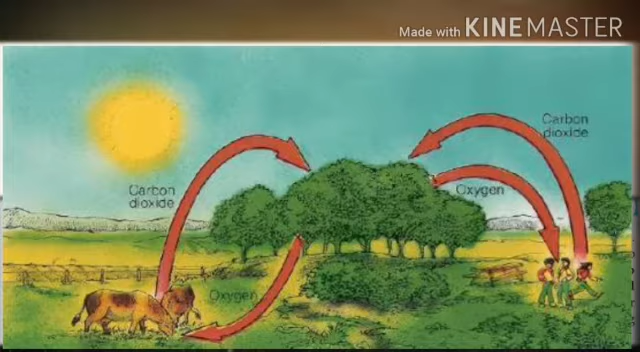 Made with KINEMASTER
Carbon
dioxide
Carbon
dioxide
Oxygen
Oxygen